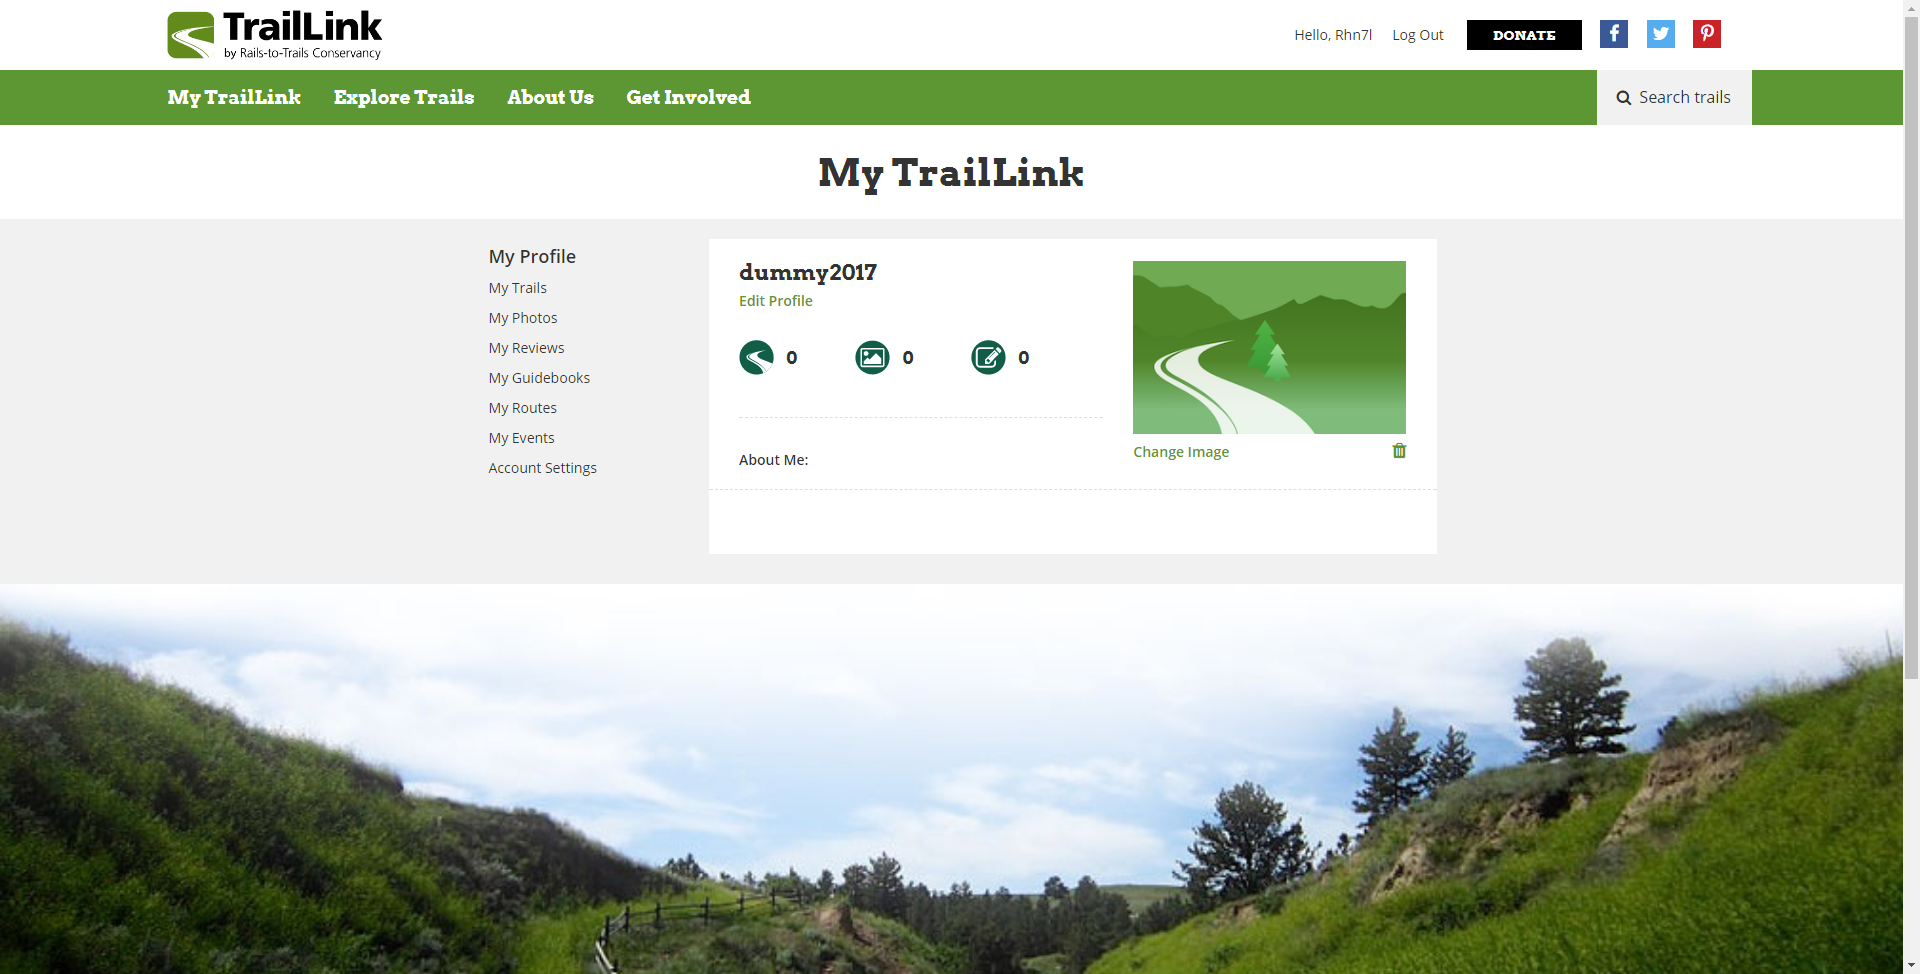 TrailLink
by Rails-to-Trails Conservancy
Hello, Rhn7l
Log Out
DONATE
My TrailLink
Explore Trails
About Us
Get Involved
Search trails
My TrailLink
My Profile
My Trails
My Photos
My Reviews
My Guidebooks
My Routes
My Events
Account Settings
dummy2017
Edit Profile
0
0
0
About Me:
Change Image